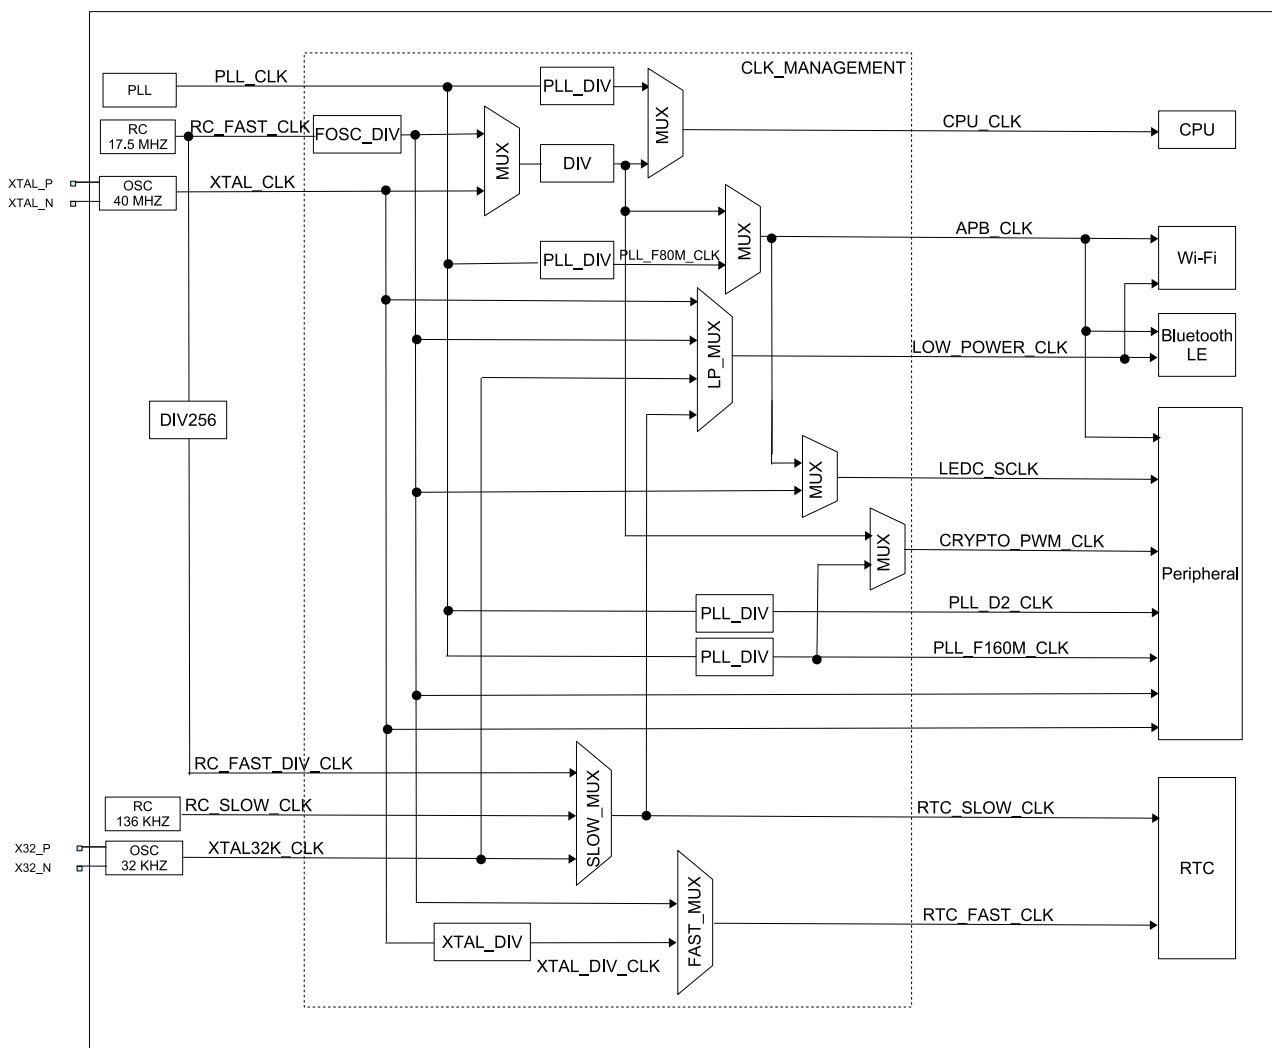 CLK_MANAGEMENT
PLL
PLL_CLK
PLL_DIV
MUX
CPU_CLK
CPU
RC
17.5 MHZ
RC_FAST_CLK
FOSC_DIV
MUX
DIV
XTAL_P
XTAL_N
OSC
40 MHZ
XTAL_CLK
PLL_DIV
PLL_F80M_CLK
MUX
APB_CLK
Wi-Fi
LP_MUX
LOW_POWER_CLK
Bluetooth
LE
DIV256
MUX
LEDC_SCLK
MUX
CRYPTO_PWM_CLK
Peripheral
PLL_DIV
PLL_D2_CLK
PLL_DIV
PLL_F160M_CLK
RC_FAST_DIV_CLK
RC
136 KHZ
RC_SLOW_CLK
SLOW_MUX
RTC_SLOW_CLK
X32_P
X32_N
OSC
32 KHZ
XTAL32K_CLK
RTC
FAST_MUX
RTC_FAST_CLK
XTAL_DIV
XTAL_DIV_CLK